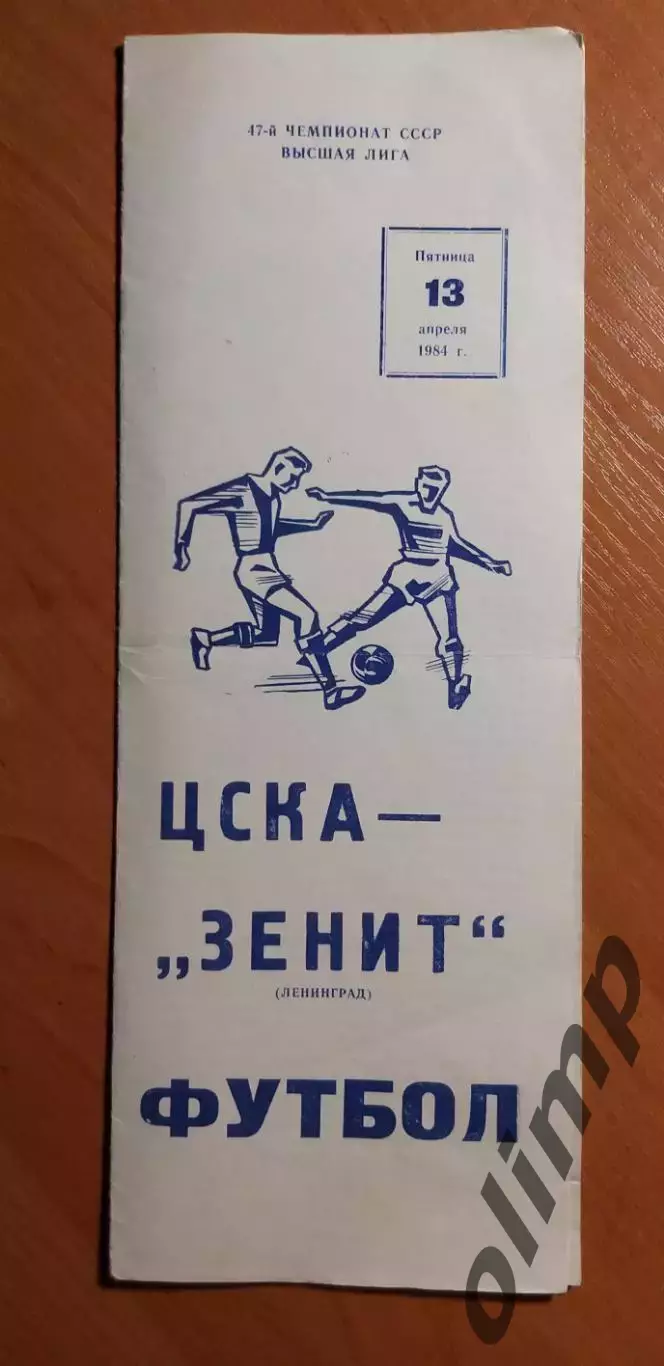 47-й ЧЕМПИОНАТ СССР
ВЫСШАЯ ЛИГА
Пятница
13
апреля
1984 г.
ЦСКА—
„ЗЕНИТ“
(ЛЕНИНГРАД)
ФУТБОЛ
olimp